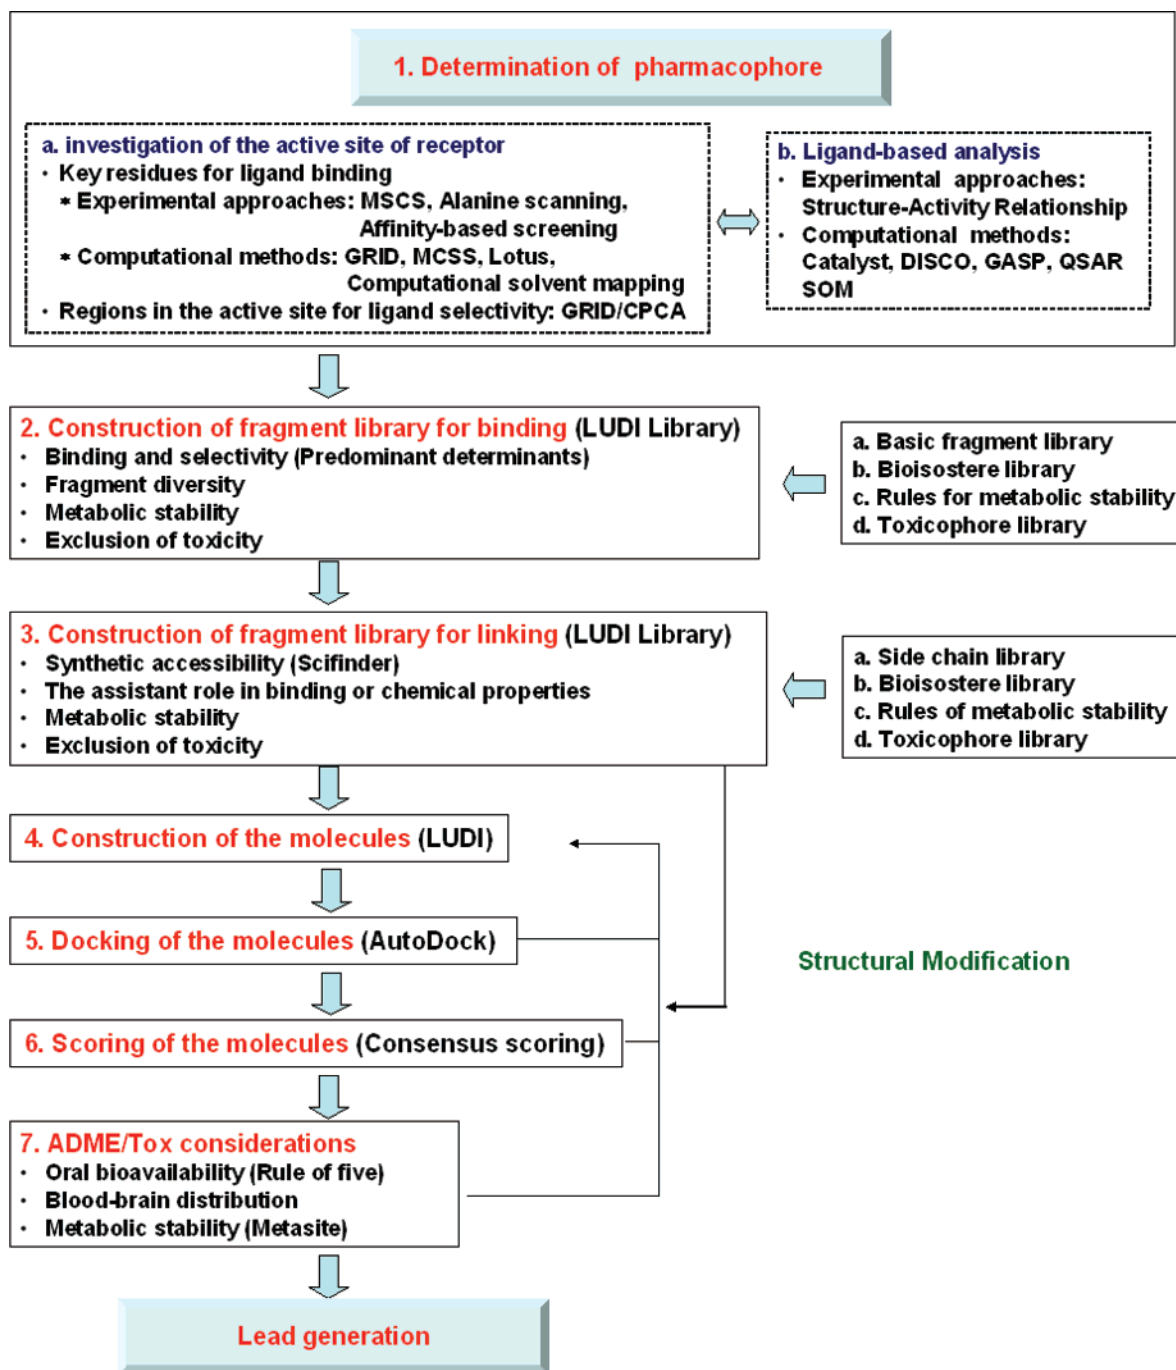 1. Determination of pharmacophore
a. investigation of the active site of receptor
· Key residues for ligand binding
* Experimental approaches: MSCS, Alanine scanning,
Affinity-based screening
* Computational methods: GRID, MCSS, Lotus,
Computational solvent mapping
· Regions in the active site for ligand selectivity: GRID/CPCA
b. Ligand-based analysis
· Experimental approaches:
Structure-Activity Relationship
· Computational methods:
Catalyst, DISCO, GASP, QSAR
SOM
2. Construction of fragment library for binding (LUDI Library)
· Binding and selectivity (Predominant determinants)
· Fragment diversity
· Metabolic stability
· Exclusion of toxicity
a. Basic fragment library
b. Bioisostere library
c. Rules for metabolic stability
d. Toxicophore library
3. Construction of fragment library for linking (LUDI Library)
· Synthetic accessibility (Scifinder)
· The assistant role in binding or chemical properties
· Metabolic stability
· Exclusion of toxicity
a. Side chain library
b. Bioisostere library
c. Rules of metabolic stability
d. Toxicophore library
4. Construction of the molecules (LUDI)
5. Docking of the molecules (AutoDock)
Structural Modification
6. Scoring of the molecules (Consensus scoring)
7. ADME/Tox considerations
· Oral bioavailability (Rule of five)
· Blood-brain distribution
· Metabolic stability (Metasite)
Lead generation